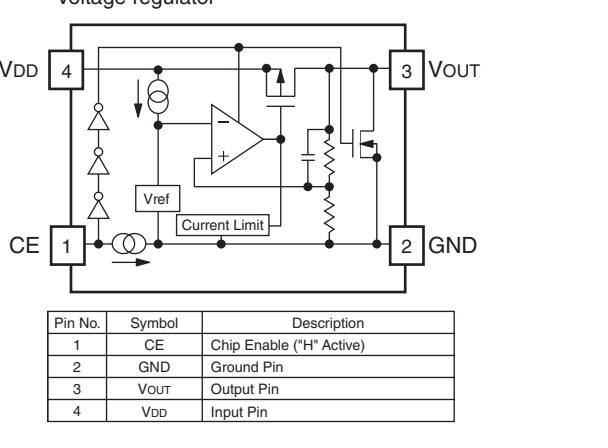 voltage regulator
VDD 4
3 VOUT
−
+
Vref
Current Limit
CE 1
2 GND
Pin No. Symbol Description
1 CE Chip Enable ("H" Active)
2 GND Ground Pin
3 VOUT Output Pin
4 VDD Input Pin